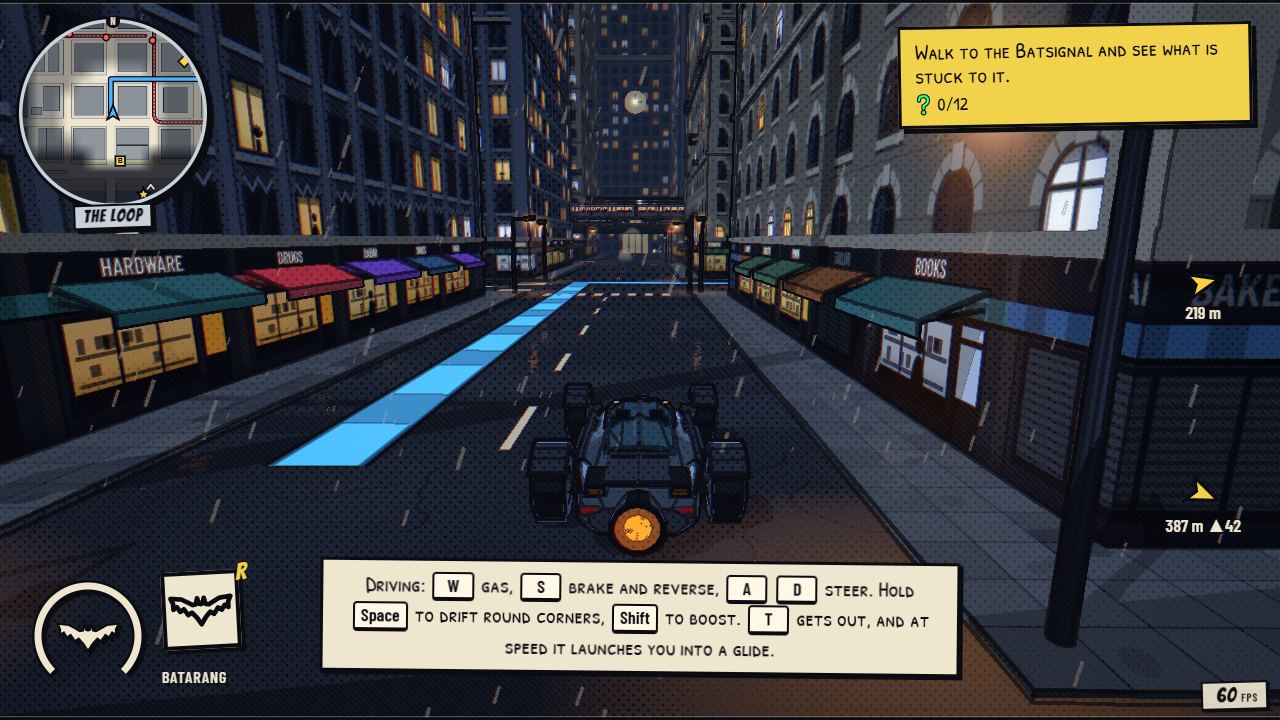 N
B
THE LOOP
WALK TO THE BATSIGNAL AND SEE WHAT IS
STUCK TO IT.
? 0/12
HARDWARE
DRUGS
BOOKS
BAKE
219 m
387 m ▲42
R
BATARANG
DRIVING: W GAS, S BRAKE AND REVERSE, A D STEER. HOLD
Space TO DRIFT ROUND CORNERS, Shift TO BOOST. T GETS OUT, AND AT
SPEED IT LAUNCHES YOU INTO A GLIDE.
60 FPS